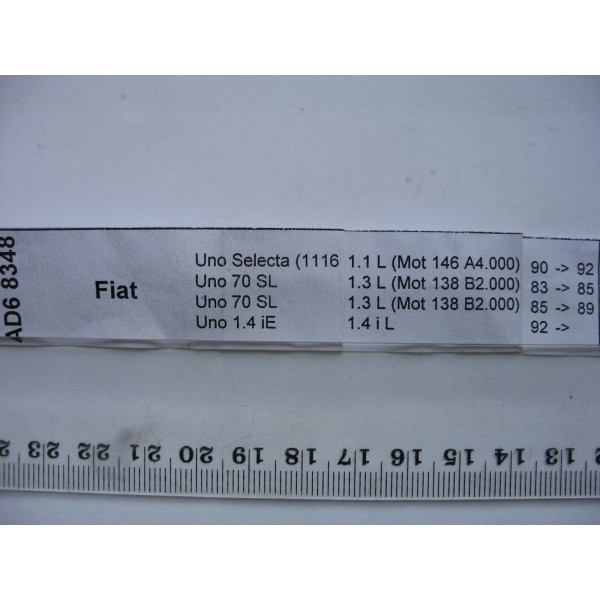 AD6 8348
Fiat
Uno Selecta (1116 1.1 L (Mot 146 A4.000) 90 -> 92
Uno 70 SL 1.3 L (Mot 138 B2.000) 83 -> 85
Uno 70 SL 1.3 L (Mot 138 B2.000) 85 -> 89
Uno 1.4 iE 1.4 i L 92 ->
23 22 21 20 19 18 17 16 15 14 13 12